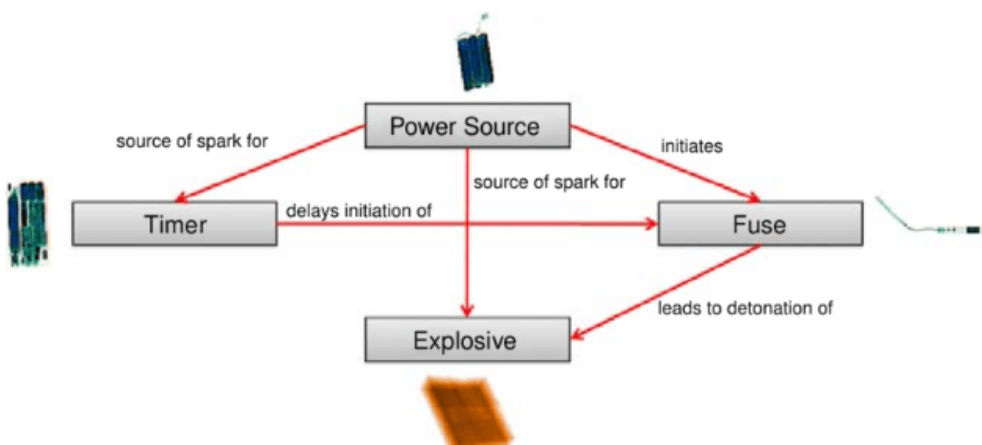 Power Source
source of spark for
initiates
source of spark for
Timer
delays initiation of
Fuse
leads to detonation of
Explosive